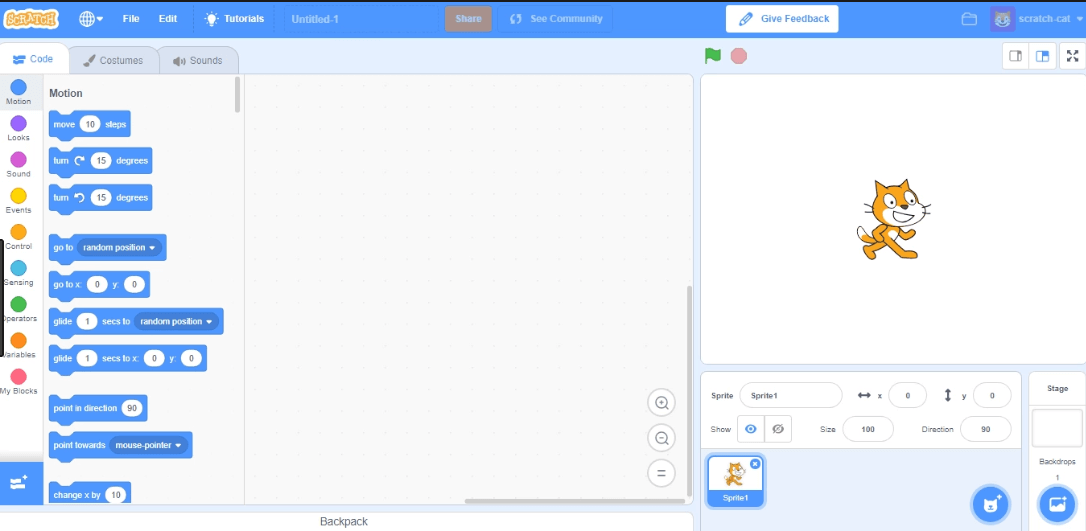 SCRATCH File Edit Tutorials Untitled-1 Share See Community Give Feedback scratch-cat
Code Costumes Sounds
Motion
Looks
Sound
Events
Control
Sensing
Operators
Variables
My Blocks
Motion
move 10 steps
turn 15 degrees
turn 15 degrees
go to random position
go to x: 0 y: 0
glide 1 secs to random position
glide 1 secs to x: 0 y: 0
point in direction 90
point towards mouse-pointer
change x by 10
Backpack
Sprite Sprite1 x 0 y 0
Show Size 100 Direction 90
Sprite1
Stage
Backdrops
1